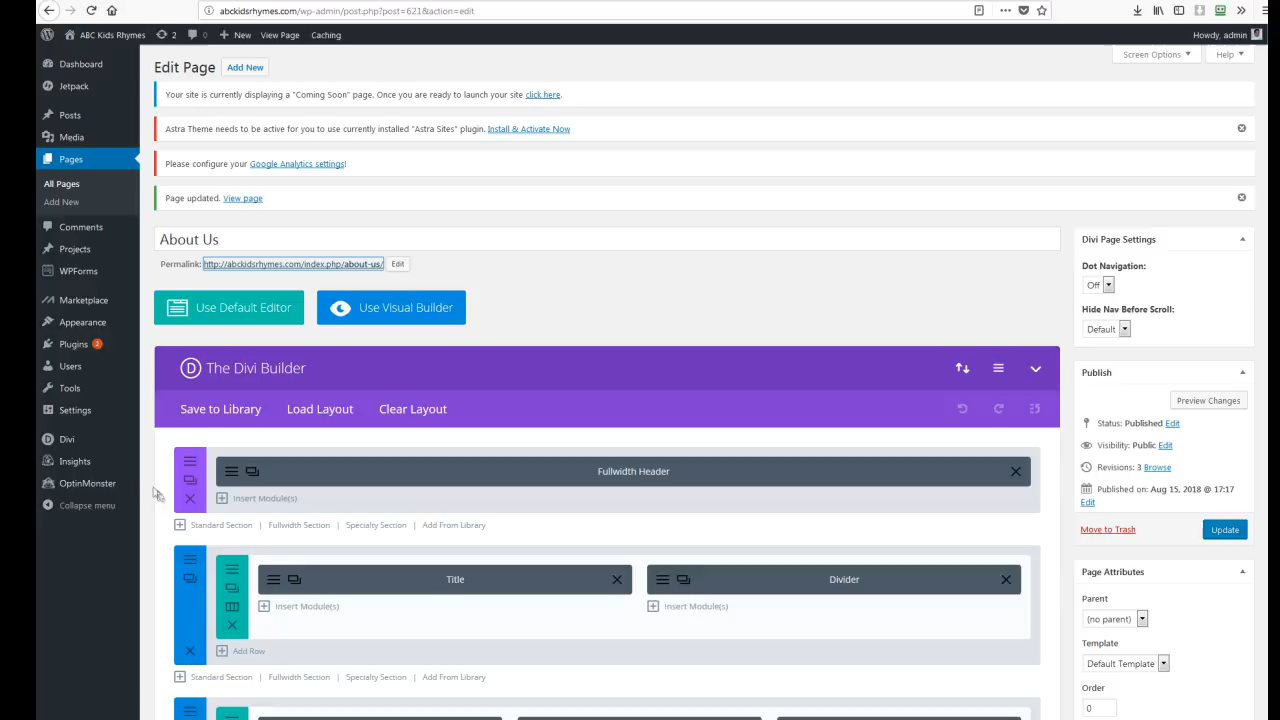 abckidsrhymes.com/wp-admin/post.php?post=621&action=edit
ABC Kids Rhymes 2 0 New View Page Caching Howdy, admin
Screen Options Help
Edit Page Add New
Your site is currently displaying a "Coming Soon" page. Once you are ready to launch your site click here.
Astra Theme needs to be active for you to use currently installed "Astra Sites" plugin. Install & Activate Now
Please configure your Google Analytics settings!
Page updated. View page
Dashboard
Jetpack
Posts
Media
Pages
All Pages
Add New
Comments
Projects
WPForms
Marketplace
Appearance
Plugins 2
Users
Tools
Settings
Divi
Insights
OptinMonster
Collapse menu
About Us
Permalink: http://abckidsrhymes.com/index.php/about-us/ Edit
Use Default Editor Use Visual Builder
D The Divi Builder
Save to Library Load Layout Clear Layout
Fullwidth Header
Insert Module(s)
Standard Section | Fullwidth Section | Specialty Section | Add From Library
Title Divider
Insert Module(s) Insert Module(s)
Add Row
Standard Section | Fullwidth Section | Specialty Section | Add From Library
Divi Page Settings
Dot Navigation:
Off
Hide Nav Before Scroll:
Default
Publish
Preview Changes
Status: Published Edit
Visibility: Public Edit
Revisions: 3 Browse
Published on: Aug 15, 2018 @ 17:17
Edit
Move to Trash Update
Page Attributes
Parent
(no parent)
Template
Default Template
Order
0